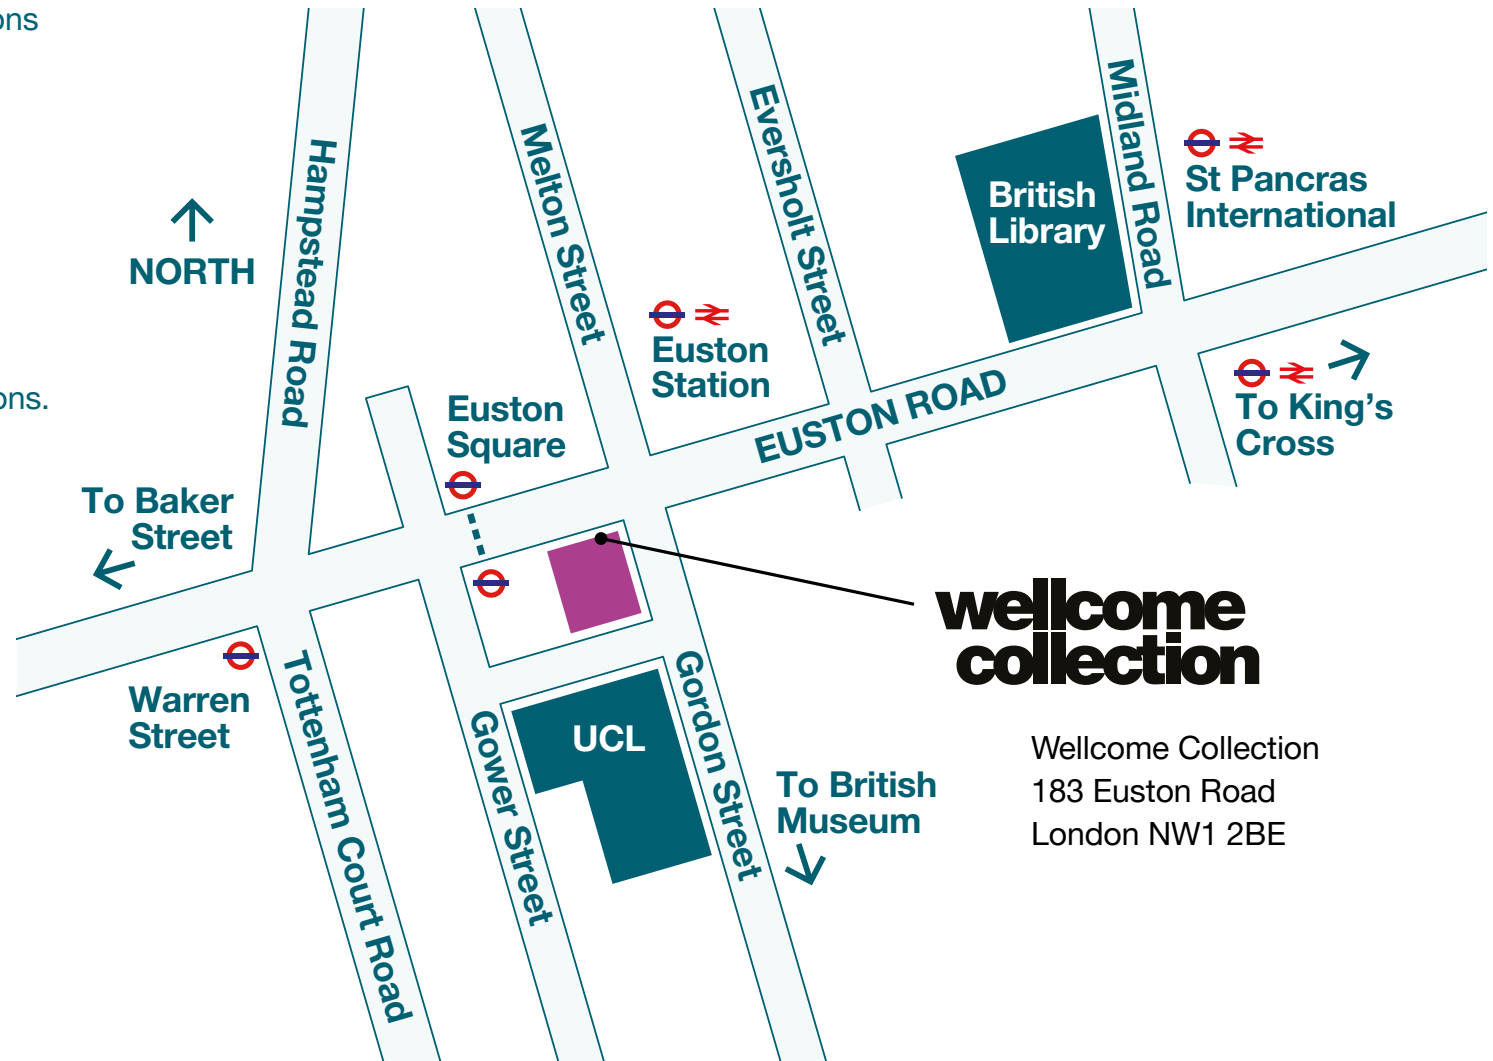 ons
ons.
NORTH
Hampstead Road
Melton Street
Eversholt Street
Midland Road
British
Library
St Pancras
International
Euston
Station
Euston
Square
EUSTON ROAD
To King's
Cross
To Baker
Street
Warren
Street
Tottenham Court Road
Gower Street
UCL
Gordon Street
To British
Museum
wellcome
collection
Wellcome Collection
183 Euston Road
London NW1 2BE